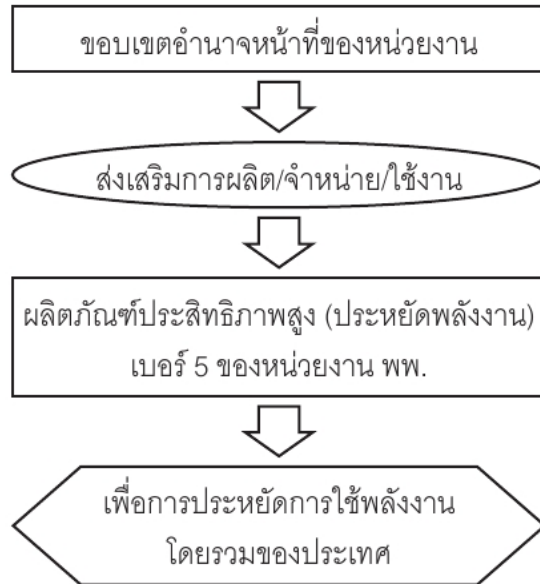 ขอบเขตอำนาจหน้าที่ของหน่วยงาน
ส่งเสริมการผลิต/จำหน่าย/ใช้งาน
ผลิตภัณฑ์ประสิทธิภาพสูง (ประหยัดพลังงาน)
เบอร์ 5 ของหน่วยงาน พพ.
เพื่อการประหยัดการใช้พลังงาน
โดยรวมของประเทศ